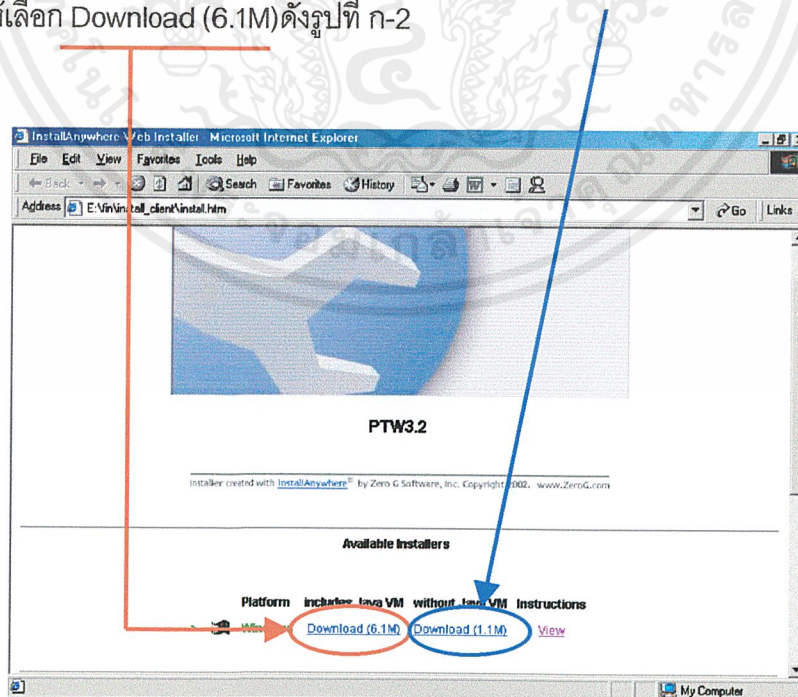 เลือก Download (6.1M)ดังรูปที่ ก-2
InstallAnywhere Web Installer - Microsoft Internet Explorer
File Edit View Favorites Tools Help
Back Search Favorites History
Address E:\vin\install_client\install.htm Go Links
PTW3.2
Installer created with InstallAnywhere® by Zero G Software, Inc. Copyright 2002. www.ZeroG.com
Available Installers
Platform includes Java VM without Java VM Instructions
Windows Download (6.1M) Download (1.1M) View
My Computer